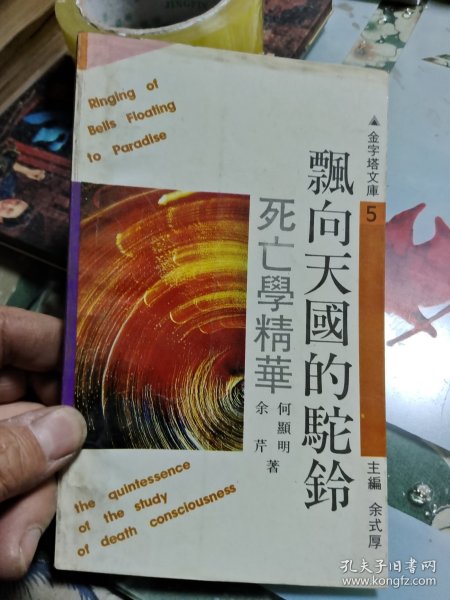 Ringing of
Bells Floating
to Paradise
▲金字塔文庫
5
飄向天國的駝鈴
死亡學精華
何顯明
余芹
著
主編 余式厚
the quintessence
of the study
of death consciousness
孔夫子旧书网
www.kongfz.com